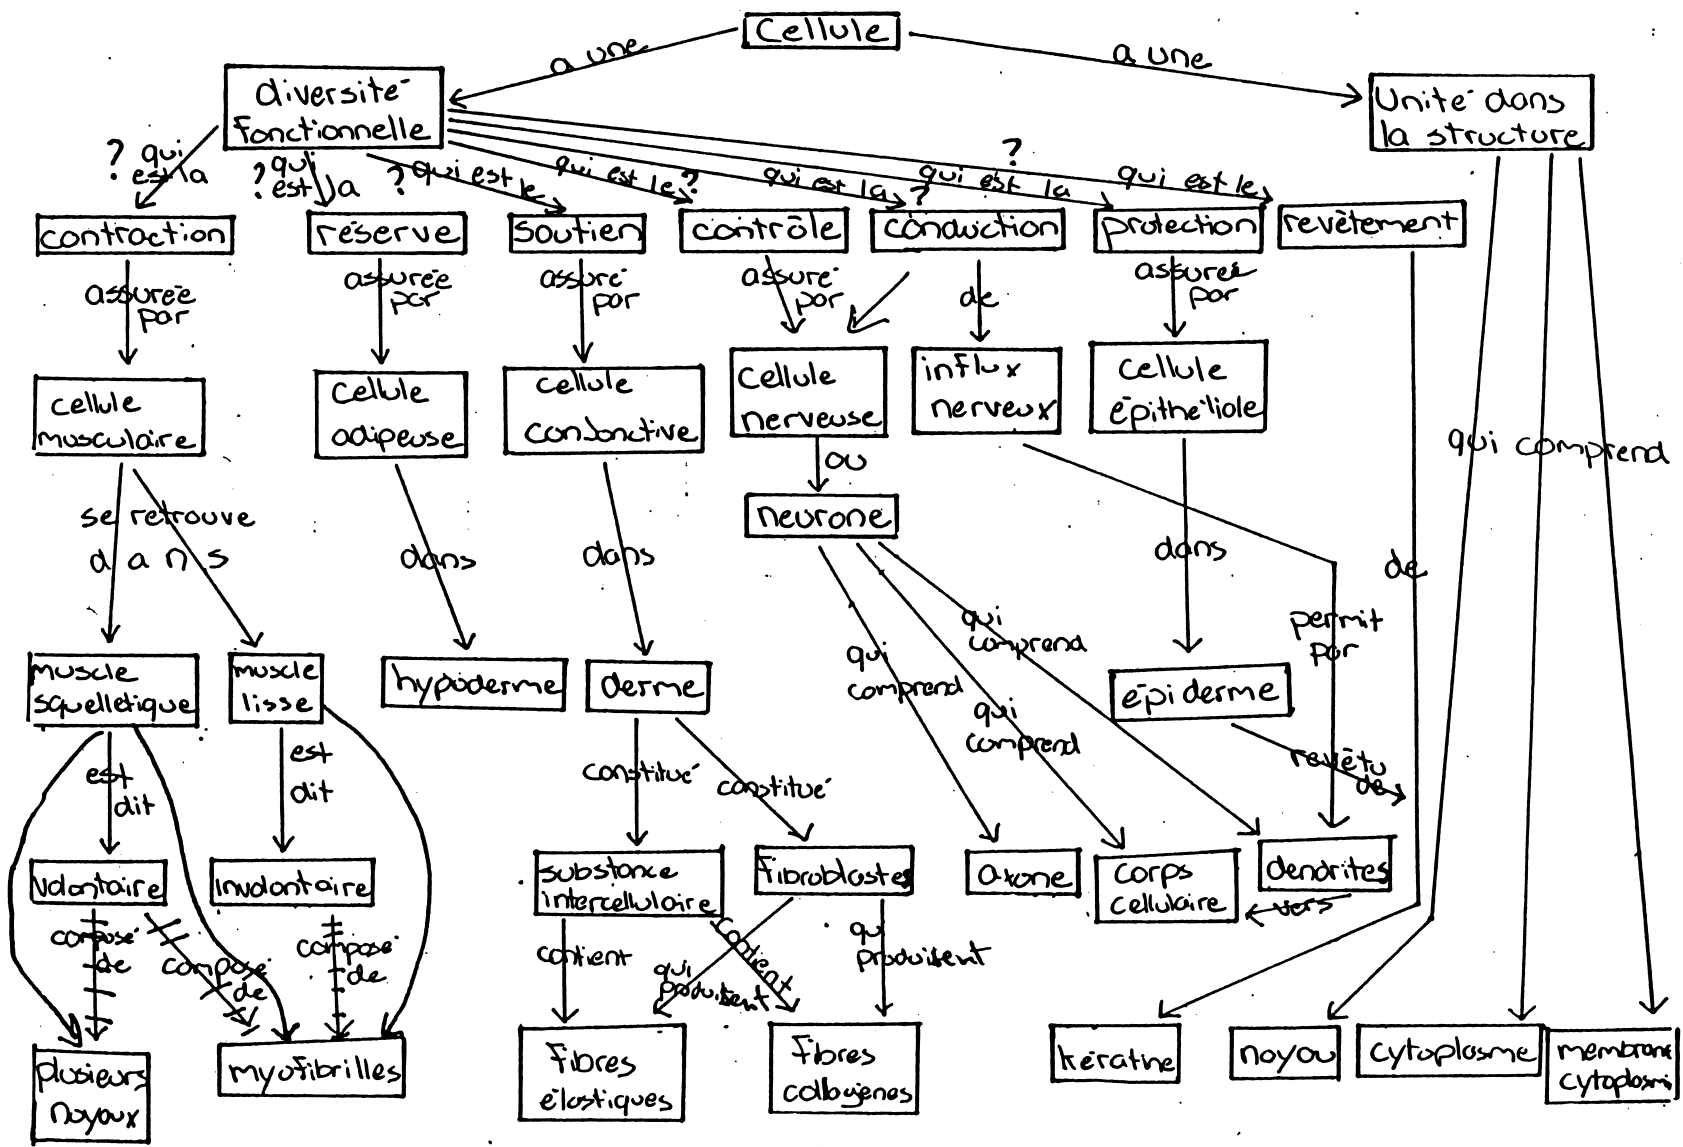 Cellule
a une
a une
diversité
fonctionnelle
Unité dans
la structure
? qui
est la
? qui
est la
? qui est le
qui est le ?
qui est la ?
?
qui est la
qui est le
contraction
réserve
soutien
contrôle
conduction
protection
revêtement
assurée
par
assurée
par
assuré
par
assuré
par
de
assurée
par
cellule
musculaire
cellule
adipeuse
cellule
conjonctive
cellule
nerveuse
influx
nerveux
cellule
épithéliale
qui comprend
ou
neurone
se retrouve
dans
dans
dans
dans
de
qui
comprend
qui
comprend
qui
comprend
permit
par
muscle
squelletique
muscle
lisse
hypoderme
derme
épiderme
revêtu
de
est
dit
est
dit
constitué
constitué
volontaire
involontaire
substance
intercellulaire
fibroblastes
axone
corps
cellulaire
dendrites
vers
composé
de
composé
de
composé
de
contient
qui
produisent
contient
qui
produisent
plusieurs
noyaux
myofibrilles
fibres
élastiques
fibres
collagènes
kératine
noyau
cytoplasme
membrane
cytoplasmi